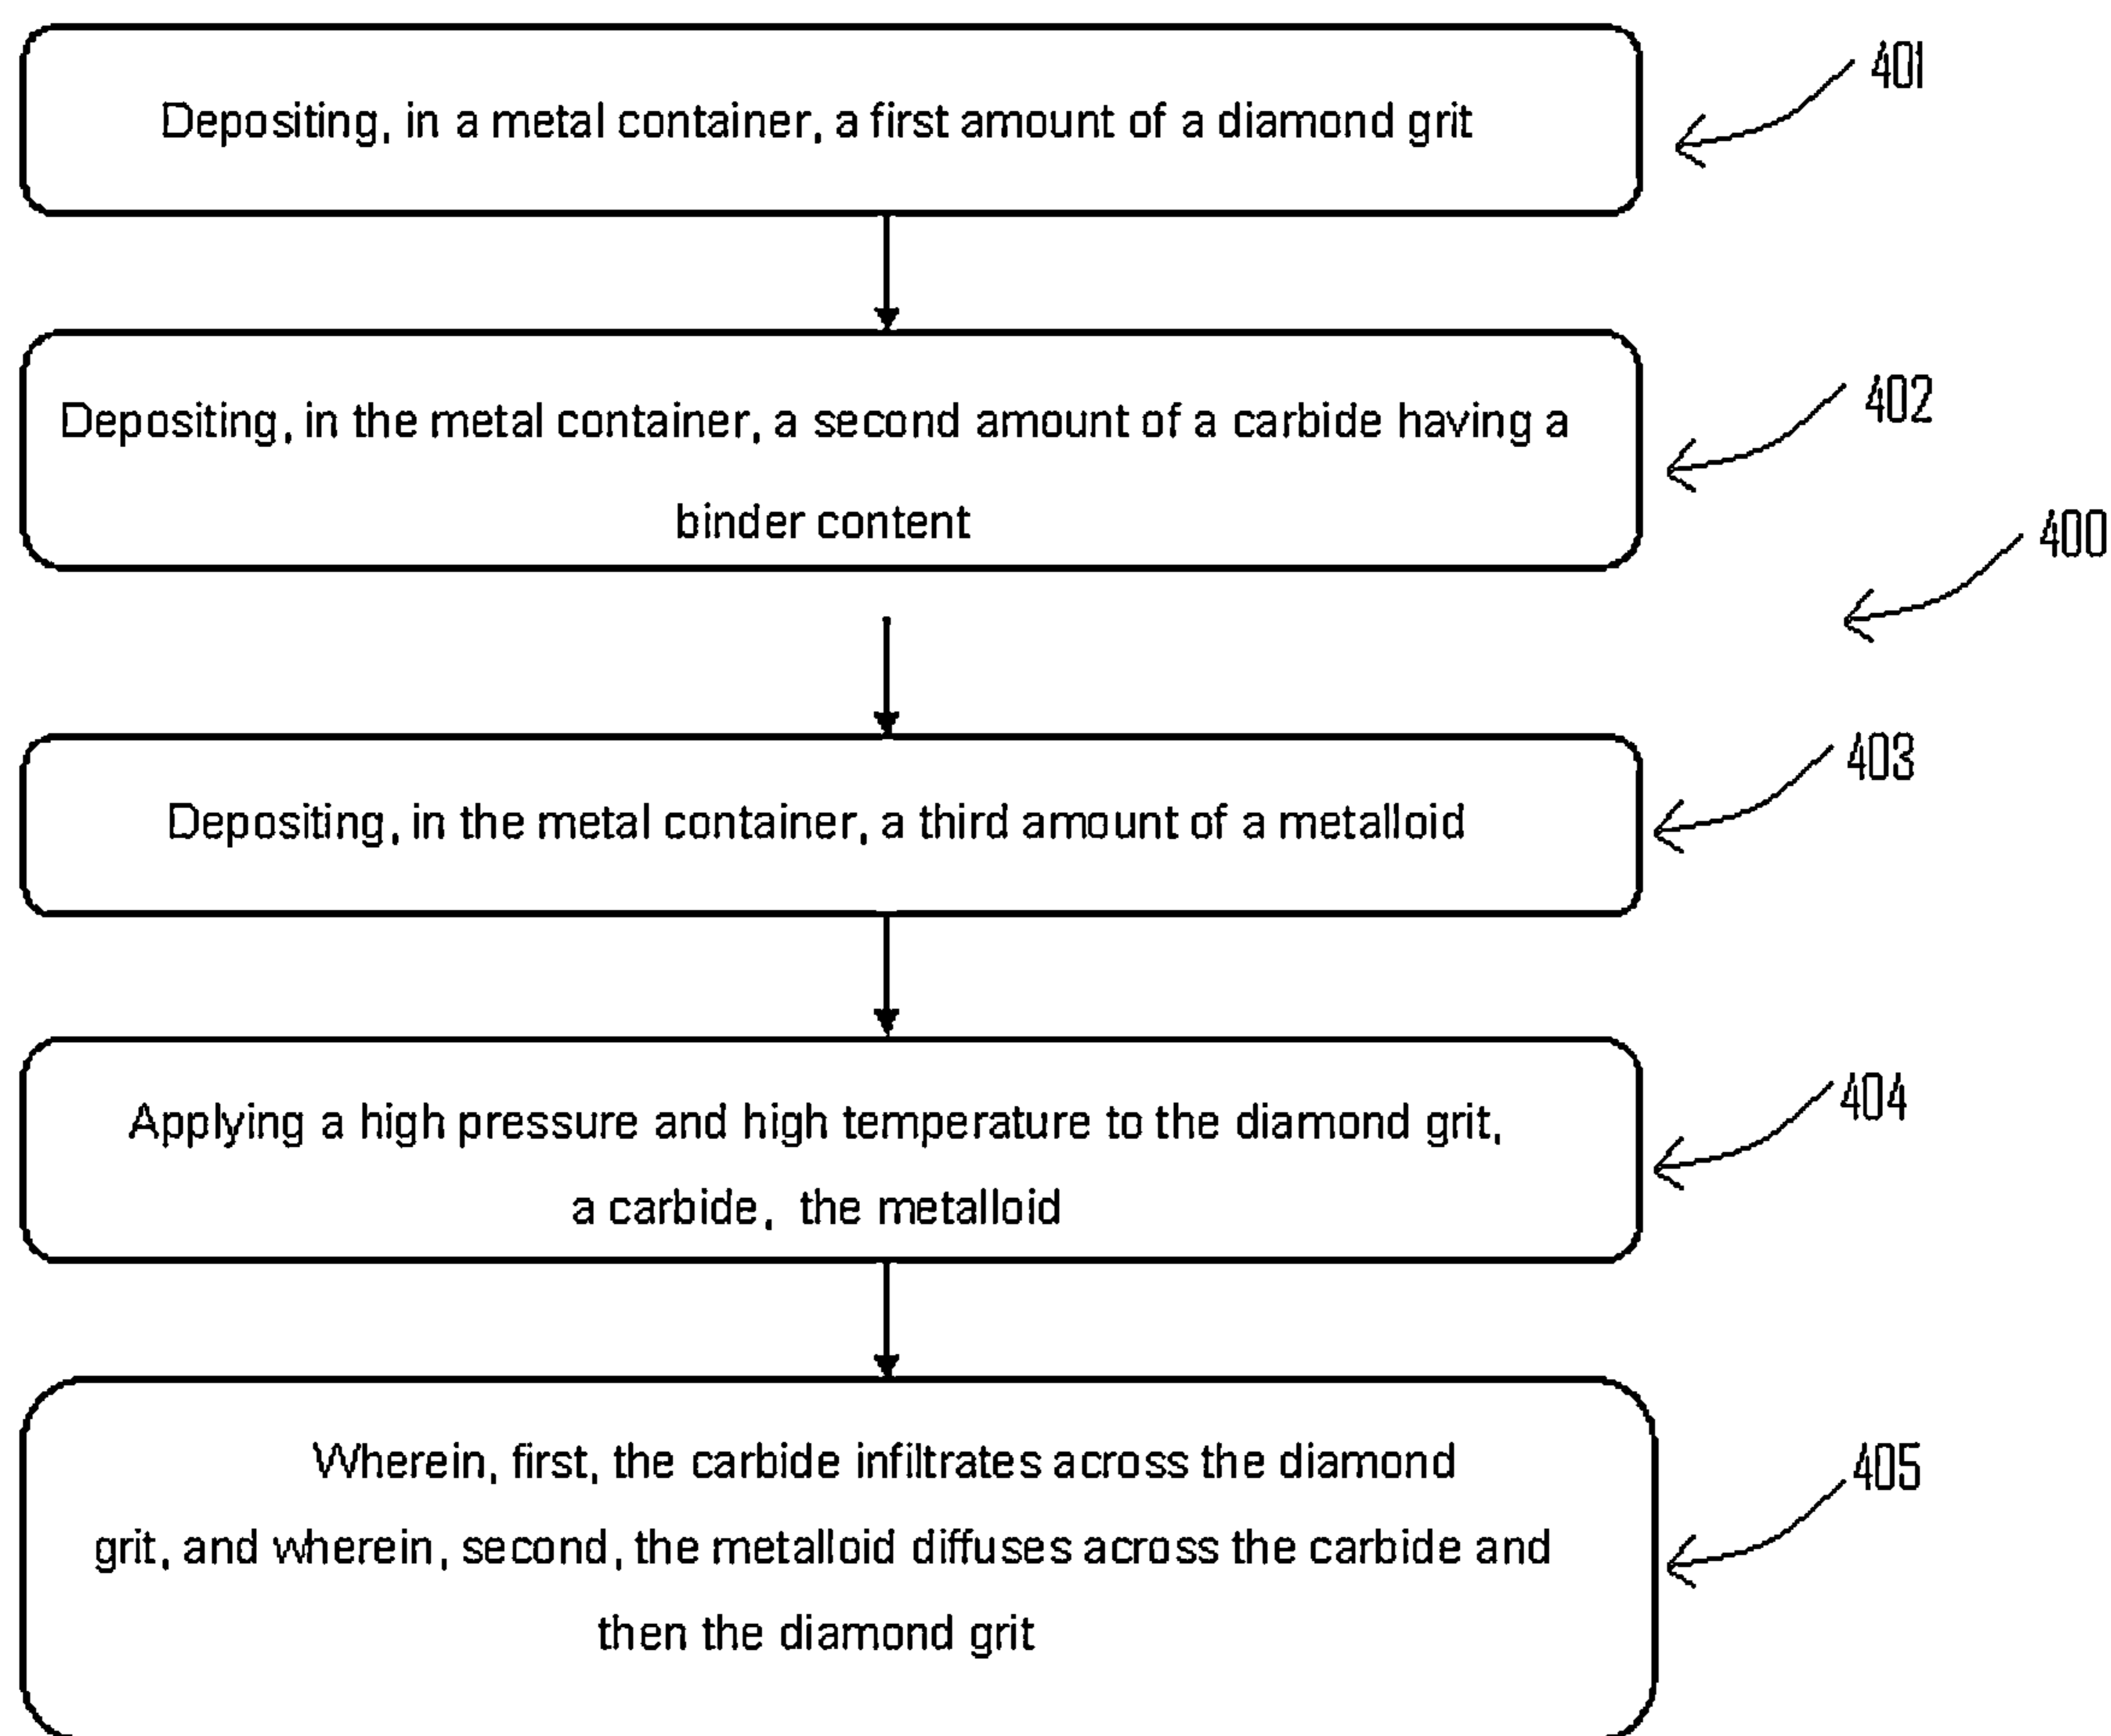 Depositing, in a metal container, a first amount of a diamond grit
401
Depositing, in the metal container, a second amount of a carbide having a
binder content
402
400
Depositing, in the metal container, a third amount of a metalloid
403
Applying a high pressure and high temperature to the diamond grit,
a carbide, the metalloid
404
Wherein, first, the carbide infiltrates across the diamond
grit, and wherein, second, the metalloid diffuses across the carbide and
then the diamond grit
405